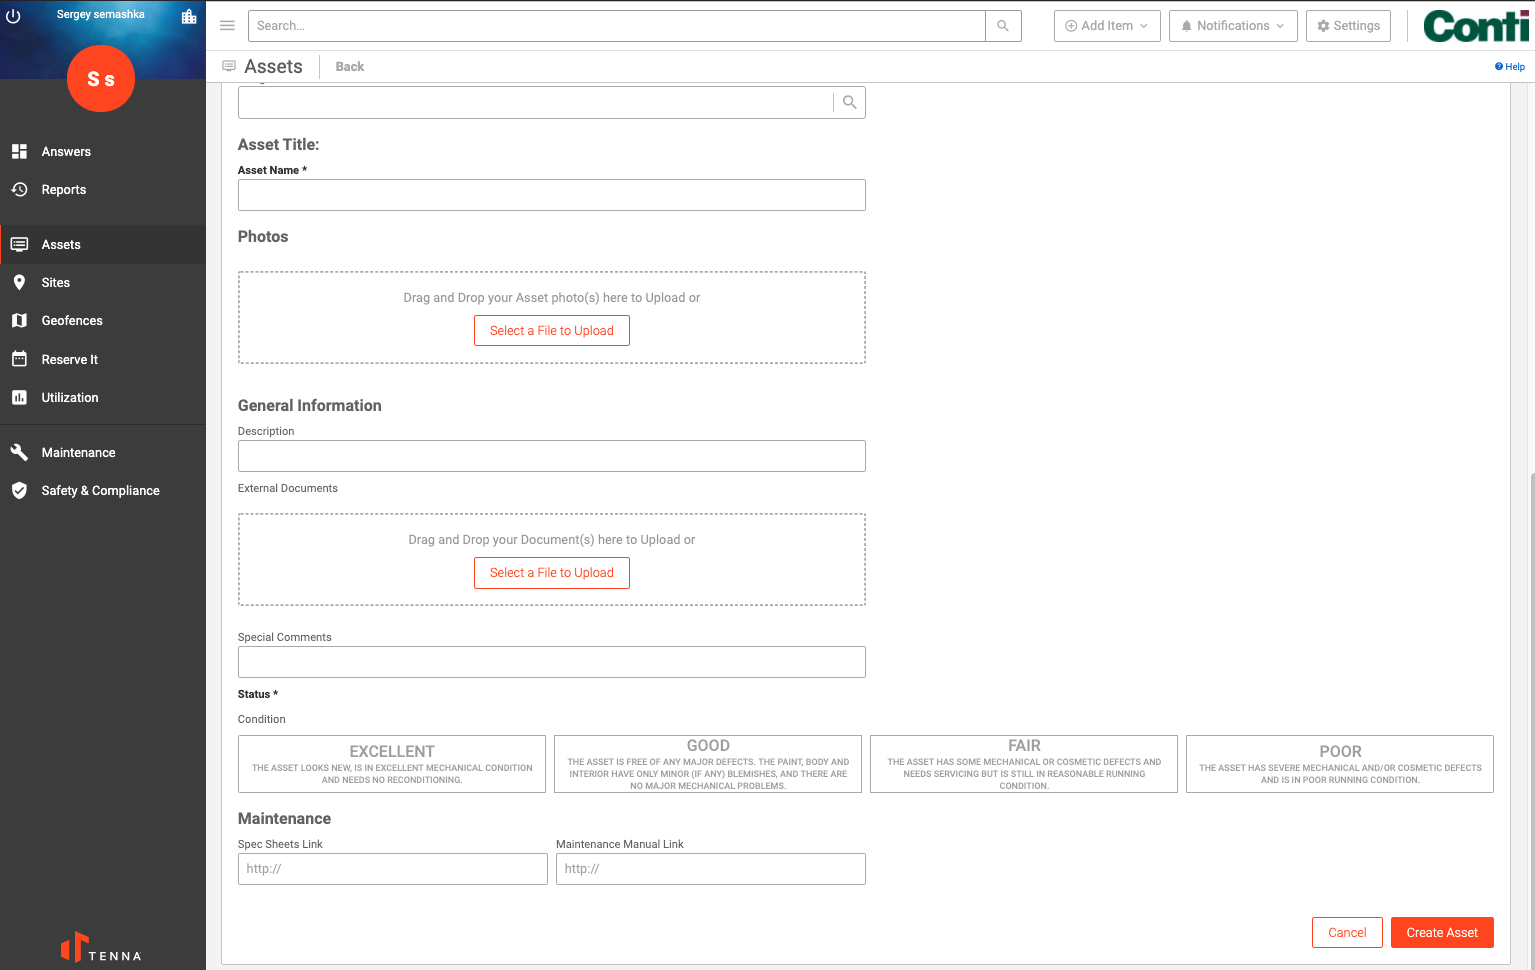 Sergey semashka
Search...
Add Item
Notifications
Settings
Conti
S s
Assets
Back
Help
Answers
Reports
Assets
Sites
Geofences
Reserve It
Utilization
Maintenance
Safety & Compliance
TENNA
Asset Title:
Asset Name *
Photos
Drag and Drop your Asset photo(s) here to Upload or
Select a File to Upload
General Information
Description
External Documents
Drag and Drop your Document(s) here to Upload or
Select a File to Upload
Special Comments
Status *
Condition
EXCELLENT
THE ASSET LOOKS NEW, IS IN EXCELLENT MECHANICAL CONDITION
AND NEEDS NO RECONDITIONING.
GOOD
THE ASSET IS FREE OF ANY MAJOR DEFECTS. THE PAINT, BODY AND
INTERIOR HAVE ONLY MINOR (IF ANY) BLEMISHES, AND THERE ARE
NO MAJOR MECHANICAL PROBLEMS.
FAIR
THE ASSET HAS SOME MECHANICAL OR COSMETIC DEFECTS AND
NEEDS SERVICING BUT IS STILL IN REASONABLE RUNNING
CONDITION.
POOR
THE ASSET HAS SEVERE MECHANICAL AND/OR COSMETIC DEFECTS
AND IS IN POOR RUNNING CONDITION.
Maintenance
Spec Sheets Link
Maintenance Manual Link
http://
http://
Cancel
Create Asset